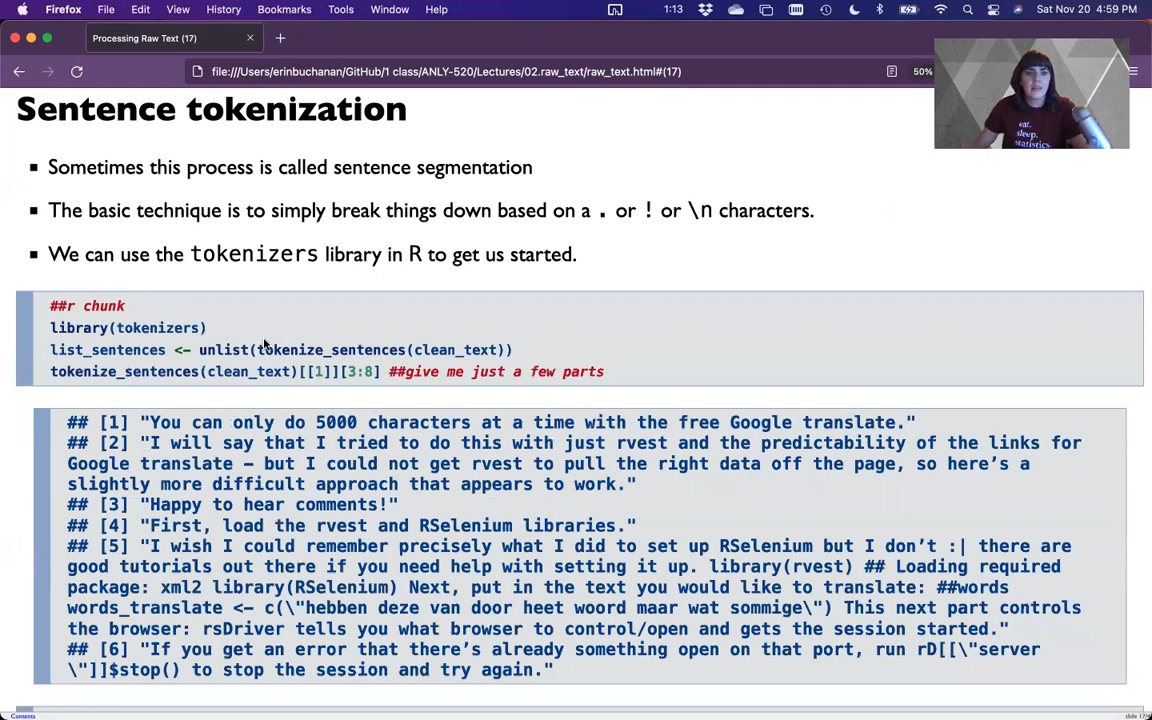 Firefox File Edit View History Bookmarks Tools Window Help 1:13 Sat Nov 20 4:59 PM
Processing Raw Text (17)
file:///Users/erinbuchanan/GitHub/1 class/ANLY-520/Lectures/02.raw_text/raw_text.html#(17) 50%
eat.
sleep.
statistics.
Sentence tokenization
Sometimes this process is called sentence segmentation
The basic technique is to simply break things down based on a . or ! or \n characters.
We can use the tokenizers library in R to get us started.
##r chunk
library(tokenizers)
list_sentences <- unlist(tokenize_sentences(clean_text))
tokenize_sentences(clean_text)[[1]][3:8] ##give me just a few parts
## [1] "You can only do 5000 characters at a time with the free Google translate."
## [2] "I will say that I tried to do this with just rvest and the predictability of the links for
Google translate – but I could not get rvest to pull the right data off the page, so here’s a
slightly more difficult approach that appears to work."
## [3] "Happy to hear comments!"
## [4] "First, load the rvest and RSelenium libraries."
## [5] "I wish I could remember precisely what I did to set up RSelenium but I don’t :| there are
good tutorials out there if you need help with setting it up. library(rvest) ## Loading required
package: xml2 library(RSelenium) Next, put in the text you would like to translate: ##words
words_translate <- c(\"hebben deze van door heet woord maar wat sommige\") This next part controls
the browser: rsDriver tells you what browser to control/open and gets the session started."
## [6] "If you get an error that there’s already something open on that port, run rD[[\"server
\"]]$stop() to stop the session and try again."
Contents slide 17/